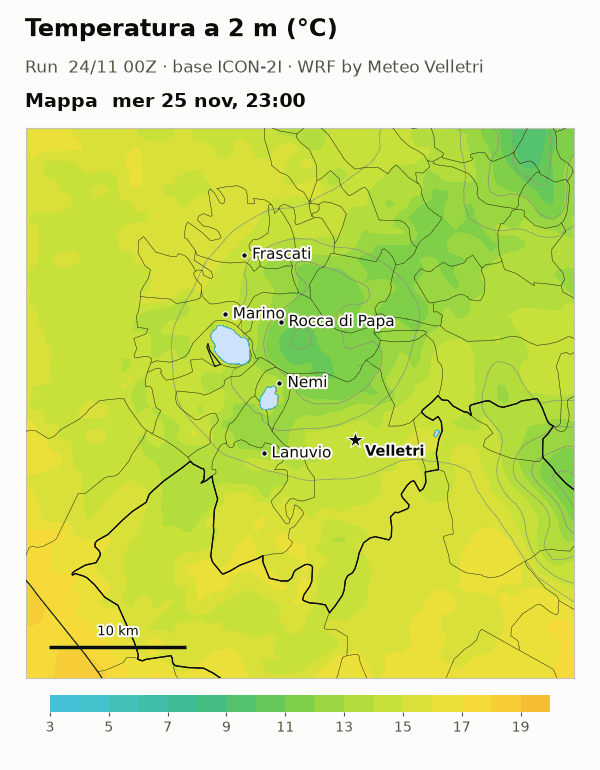 Temperatura a 2 m (°C)
Run  24/11 00Z · base ICON-2I · WRF by Meteo Velletri
Mappa  mer 25 nov, 23:00
Frascati
Marino
Rocca di Papa
Nemi
Velletri
Lanuvio
10 km
3 5 7 9 11 13 15 17 19